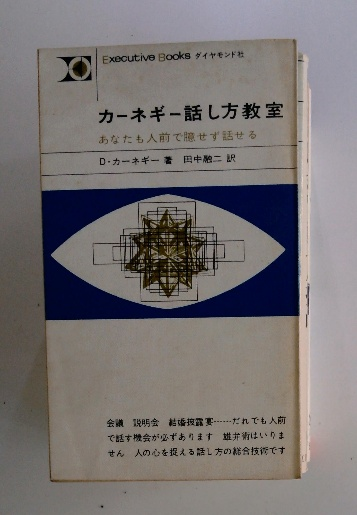 Executive Books ダイヤモンド社
カーネギー話し方教室
あなたも人前で臆せず話せる
D・カーネギー 著 田中融二 訳
会議 説明会 結婚披露宴……だれでも人前
で話す機会が必ずあります 雄弁術はいりま
せん 人の心を捉える話し方の総合技術です